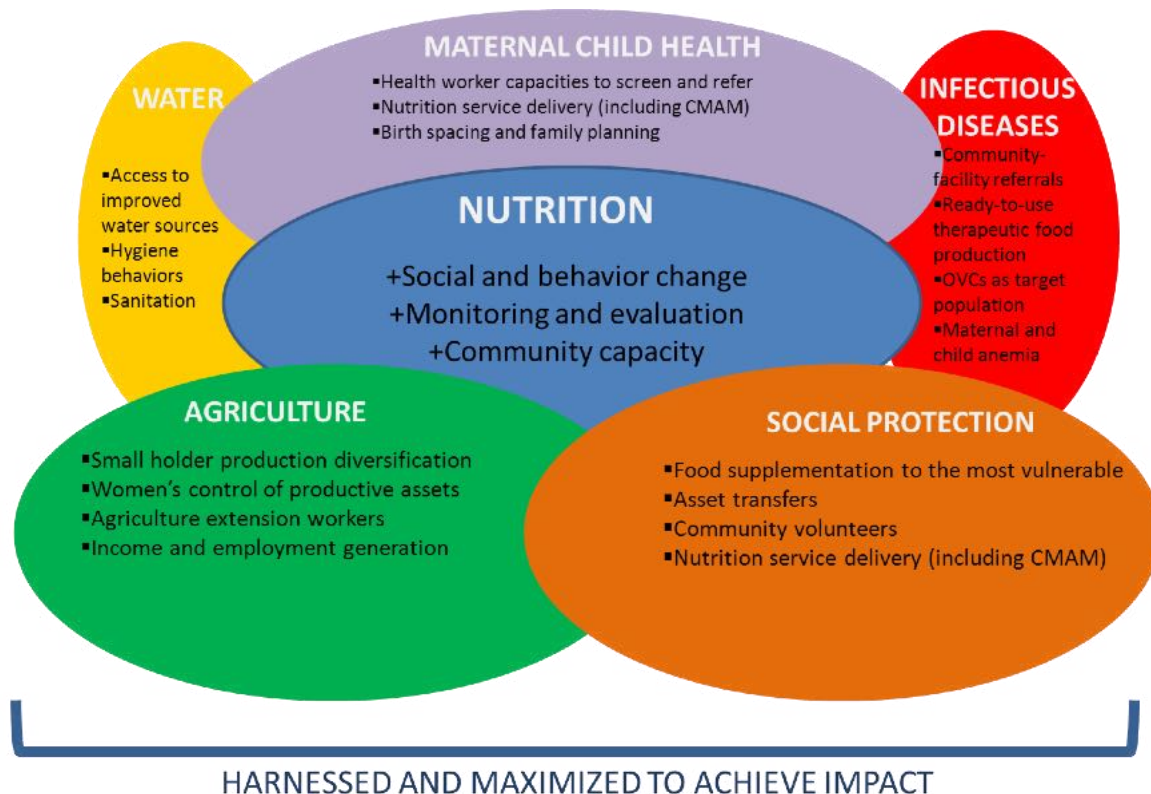 MATERNAL CHILD HEALTH
▪Health worker capacities to screen and refer
▪Nutrition service delivery (including CMAM)
▪Birth spacing and family planning
WATER
▪Access to
improved
water sources
▪Hygiene
behaviors
▪Sanitation
INFECTIOUS
DISEASES
▪Community-
facility referrals
▪Ready-to-use
therapeutic food
production
▪OVCs as target
population
▪Maternal and
child anemia
NUTRITION
+Social and behavior change
+Monitoring and evaluation
+Community capacity
AGRICULTURE
▪Small holder production diversification
▪Women's control of productive assets
▪Agriculture extension workers
▪Income and employment generation
SOCIAL PROTECTION
▪Food supplementation to the most vulnerable
▪Asset transfers
▪Community volunteers
▪Nutrition service delivery (including CMAM)
HARNESSED AND MAXIMIZED TO ACHIEVE IMPACT